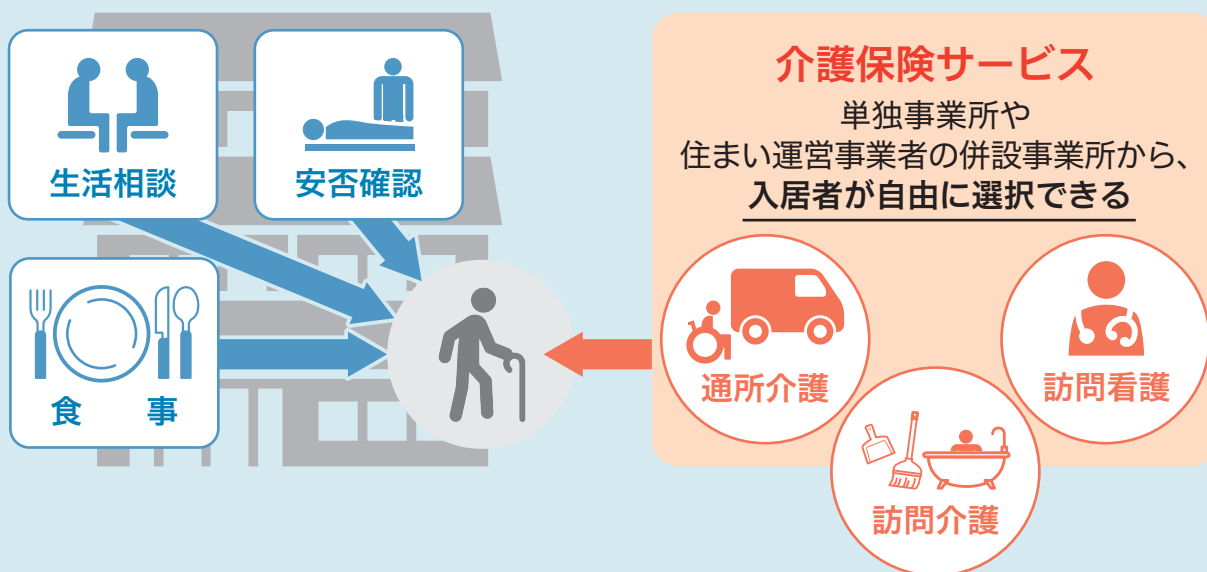 生活相談
安否確認
食 事
介護保険サービス
単独事業所や
住まい運営事業者の併設事業所から、
入居者が自由に選択できる
通所介護
訪問看護
訪問介護